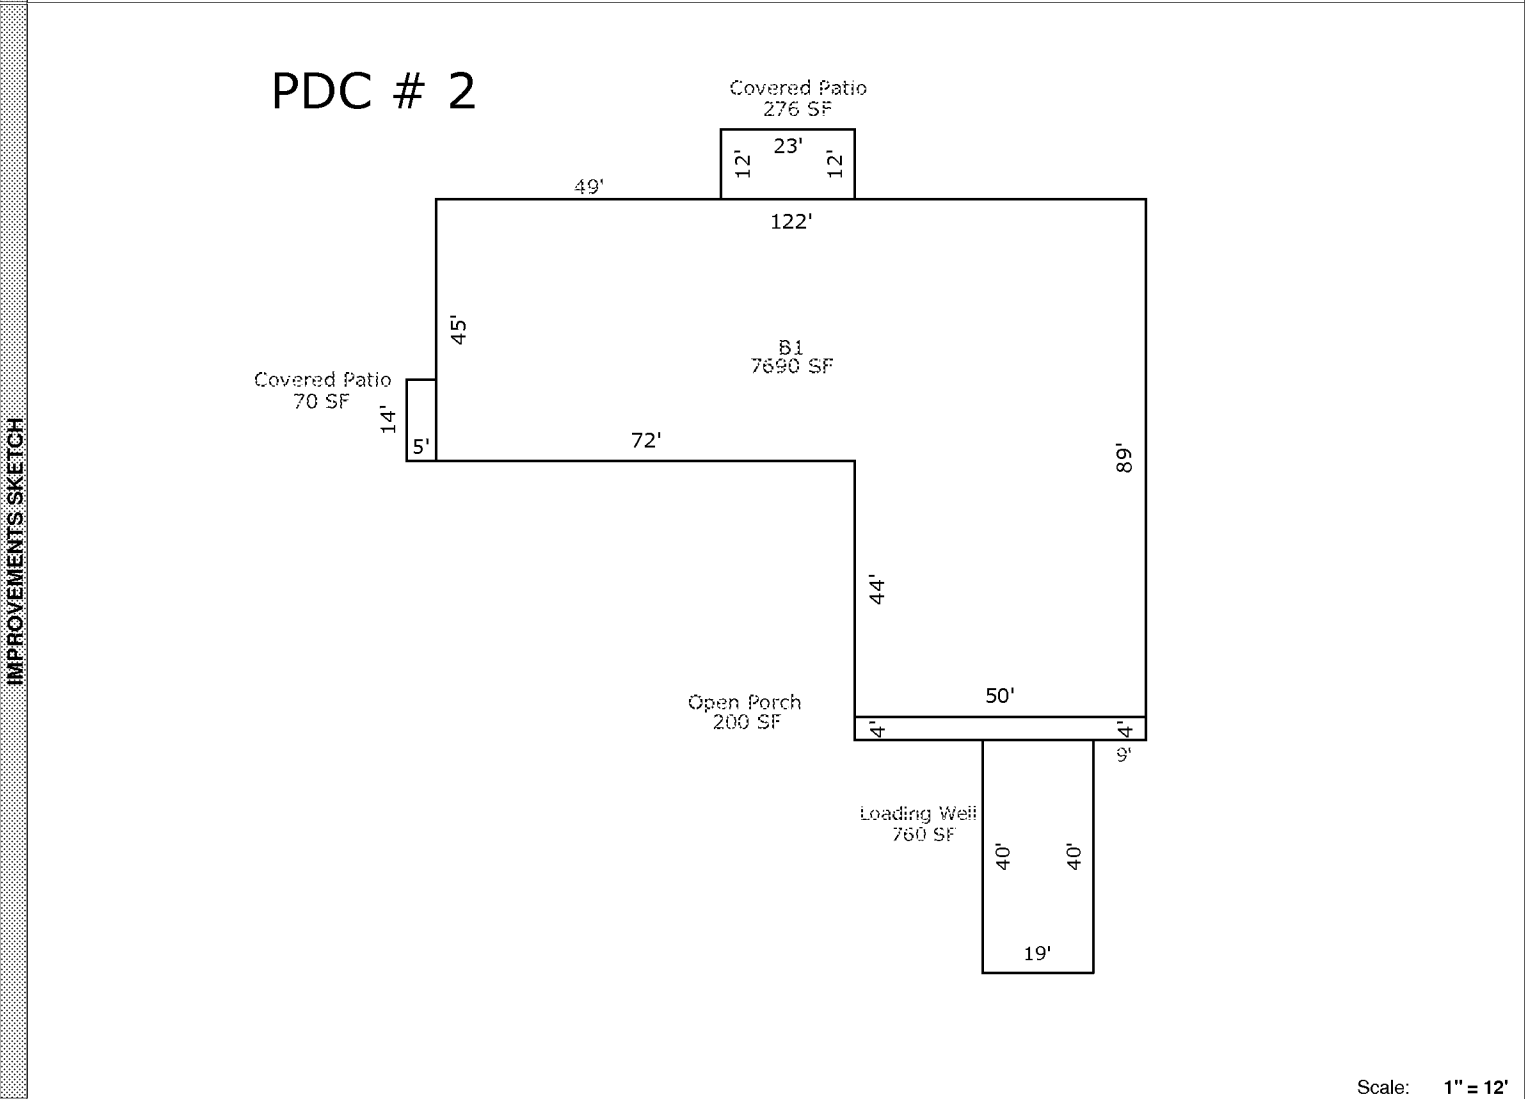 IMPROVEMENTS SKETCH
PDC # 2
Covered Patio
276 SF
23'
12'
12'
49'
122'
45'
B1
7690 SF
Covered Patio
70 SF
14'
5'
72'
89'
44'
50'
Open Porch
200 SF
4'
4'
9'
Loading Well
760 SF
40'
40'
19'
Scale: 1" = 12'